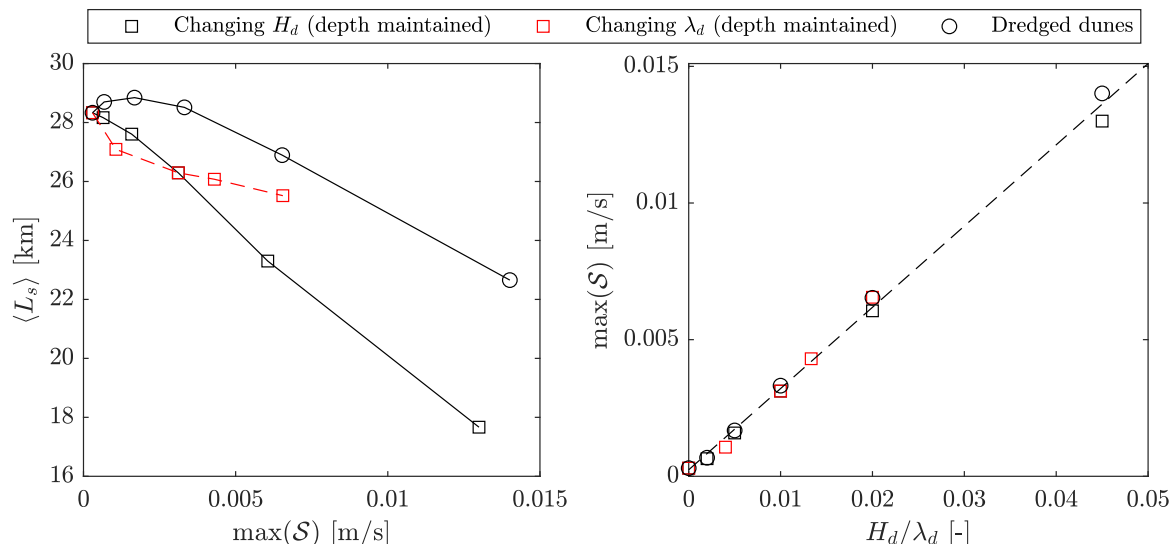 Changing H_d (depth maintained) Changing λ_d (depth maintained) Dredged dunes
30
28
26
24
22
20
18
16
⟨L_s⟩ [km]
0 0.005 0.01 0.015
max(𝒮) [m/s]
0.015
0.01
0.005
0
max(𝒮) [m/s]
0 0.01 0.02 0.03 0.04 0.05
H_d/λ_d [-]